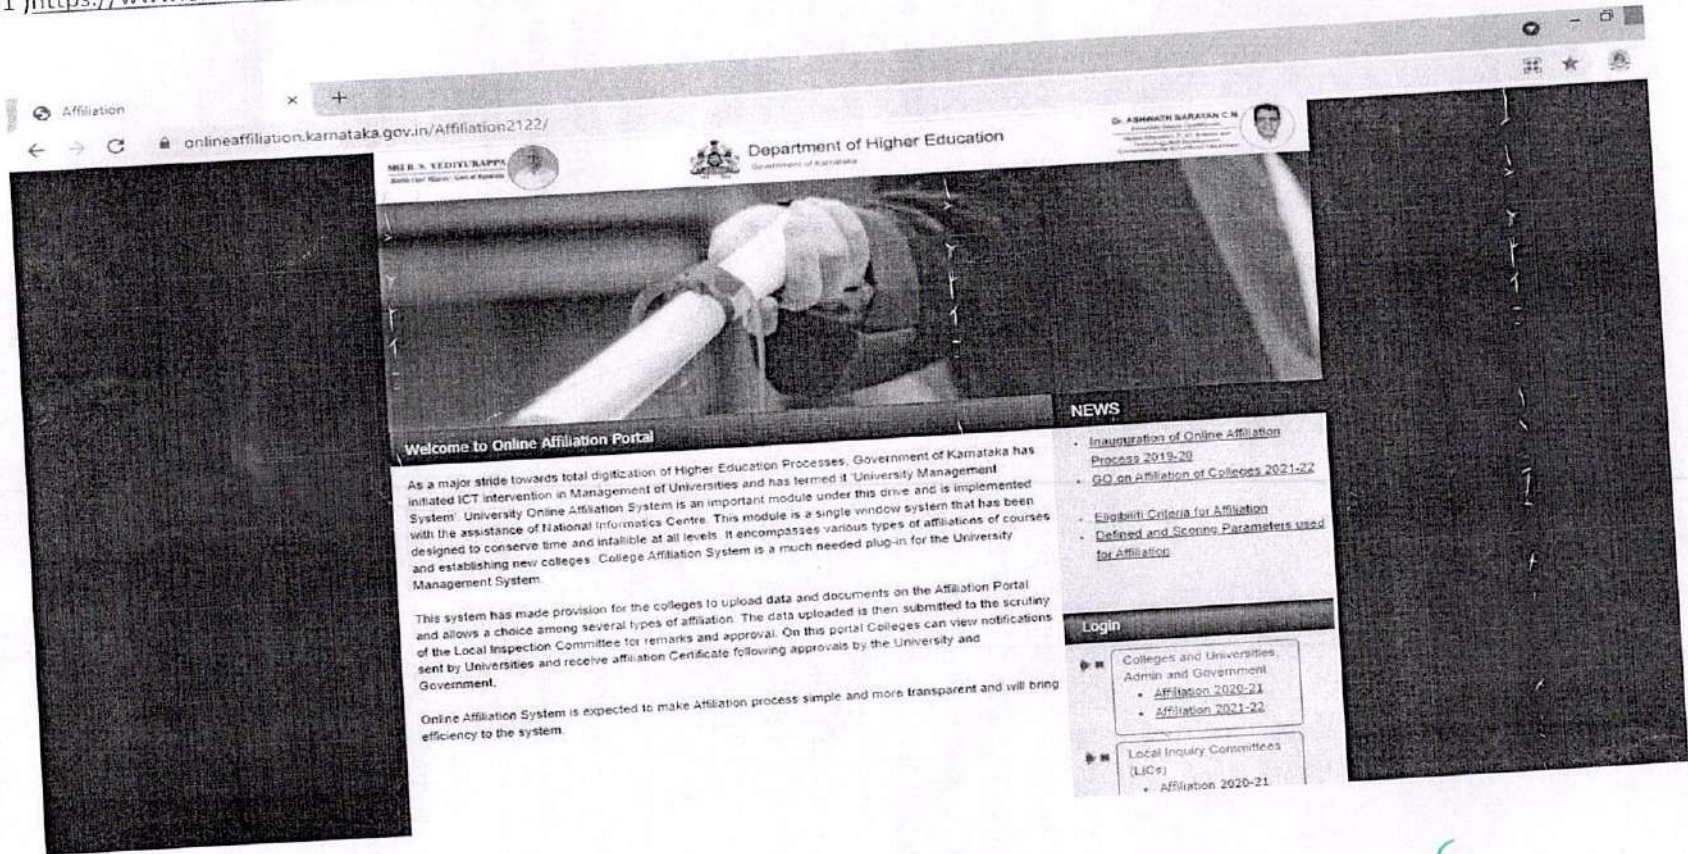 Affiliation
onlineaffiliation.karnataka.gov.in/Affiliation2122/
SRI B. S. YEDIYURAPPA
Department of Higher Education
Government of Karnataka
Dr. ASHWATH NARAYAN C.N.
Welcome to Online Affiliation Portal
As a major stride towards total digitization of Higher Education Processes, Government of Karnataka has
initiated ICT intervention in Management of Universities and has termed it 'University Management
System'. University Online Affiliation System is an important module under this drive and is implemented
with the assistance of National Informatics Centre. This module is a single window system that has been
designed to conserve time and infallible at all levels. It encompasses various types of affiliations of courses
and establishing new colleges. College Affiliation System is a much needed plug-in for the University
Management System.
This system has made provision for the colleges to upload data and documents on the Affiliation Portal
and allows a choice among several types of affiliation. The data uploaded is then submitted to the scrutiny
of the Local Inspection Committee for remarks and approval. On this portal Colleges can view notifications
sent by Universities and receive affiliation Certificate following approvals by the University and
Government.
Online Affiliation System is expected to make Affiliation process simple and more transparent and will bring
efficiency to the system.
NEWS
Inauguration of Online Affiliation
Process 2019-20
GO on Affiliation of Colleges 2021-22
Criteria for Affiliation
Defined and Scoring Parameters used
for Affiliation
Login
Colleges and Universities,
Admin and Government
Affiliation 2020-21
Affiliation 2021-22
Local Inquiry Committees
(LICs)
Affiliation 2020-21